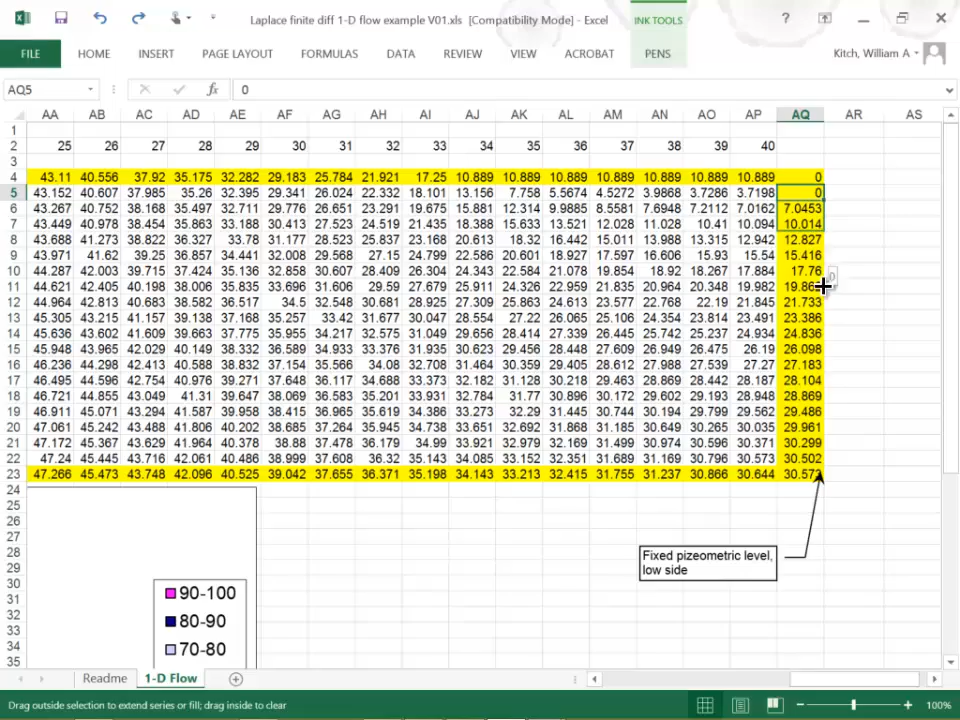 Laplace finite diff 1-D flow example V01.xls [Compatibility Mode] - Excel
INK TOOLS
FILE HOME INSERT PAGE LAYOUT FORMULAS DATA REVIEW VIEW ACROBAT PENS Kitch, William A
AQ5 fx 0
AA AB AC AD AE AF AG AH AI AJ AK AL AM AN AO AP AQ AR AS
1
2 25 26 27 28 29 30 31 32 33 34 35 36 37 38 39 40
3
4 43.11 40.556 37.92 35.175 32.282 29.183 25.784 21.921 17.25 10.889 10.889 10.889 10.889 10.889 10.889 10.889 0
5 43.152 40.607 37.985 35.26 32.395 29.341 26.024 22.332 18.101 13.156 7.758 5.5674 4.5272 3.9868 3.7286 3.7198 0
6 43.267 40.752 38.168 35.497 32.711 29.776 26.651 23.291 19.675 15.881 12.314 9.9885 8.5581 7.6948 7.2112 7.0162 7.0453
7 43.449 40.978 38.454 35.863 33.188 30.413 27.523 24.519 21.435 18.388 15.633 13.521 12.028 11.028 10.41 10.094 10.014
8 43.688 41.273 38.822 36.327 33.78 31.177 28.523 25.837 23.168 20.613 18.32 16.442 15.011 13.988 13.315 12.942 12.827
9 43.971 41.62 39.25 36.857 34.441 32.008 29.568 27.15 24.799 22.586 20.601 18.927 17.597 16.606 15.93 15.54 15.416
10 44.287 42.003 39.715 37.424 35.136 32.858 30.607 28.409 26.304 24.343 22.584 21.078 19.854 18.92 18.267 17.884 17.76
11 44.621 42.405 40.198 38.006 35.835 33.696 31.606 29.59 27.679 25.911 24.326 22.959 21.835 20.964 20.348 19.982
12 44.964 42.813 40.683 38.582 36.517 34.5 32.548 30.681 28.925 27.309 25.863 24.613 23.577 22.768 22.19 21.845 21.733
13 45.305 43.215 41.157 39.138 37.168 35.257 33.42 31.677 30.047 28.554 27.22 26.065 25.106 24.354 23.814 23.491 23.386
14 45.636 43.602 41.609 39.663 37.775 35.955 34.217 32.575 31.049 29.656 28.414 27.339 26.445 25.742 25.237 24.934 24.836
15 45.948 43.965 42.029 40.149 38.332 36.589 34.933 33.376 31.935 30.623 29.456 28.448 27.609 26.949 26.475 26.19 26.098
16 46.236 44.298 42.413 40.588 38.832 37.154 35.566 34.08 32.708 31.464 30.359 29.405 28.612 27.988 27.539 27.27 27.183
17 46.495 44.596 42.754 40.976 39.271 37.648 36.117 34.688 33.373 32.182 31.128 30.218 29.463 28.869 28.442 28.187 28.104
18 46.721 44.855 43.049 41.31 39.647 38.069 36.583 35.201 33.931 32.784 31.77 30.896 30.172 29.602 29.193 28.948 28.869
19 46.911 45.071 43.294 41.587 39.958 38.415 36.965 35.619 34.386 33.273 32.29 31.445 30.744 30.194 29.799 29.562 29.486
20 47.061 45.242 43.488 41.806 40.202 38.685 37.264 35.945 34.738 33.651 32.692 31.868 31.185 30.649 30.265 30.035 29.961
21 47.172 45.367 43.629 41.964 40.378 38.88 37.478 36.179 34.99 33.921 32.979 32.169 31.499 30.974 30.596 30.371 30.299
22 47.24 45.445 43.716 42.061 40.486 38.999 37.608 36.32 35.143 34.085 33.152 32.351 31.689 31.169 30.796 30.573 30.502
23 47.266 45.473 43.748 42.096 40.525 39.042 37.655 36.371 35.198 34.143 33.213 32.415 31.755 31.237 30.866 30.644
24
25
26
27
28 Fixed pizeometric level,
29 low side
30 90-100
31
32 80-90
33
34 70-80
35
Readme 1-D Flow
Drag outside selection to extend series or fill; drag inside to clear 100%